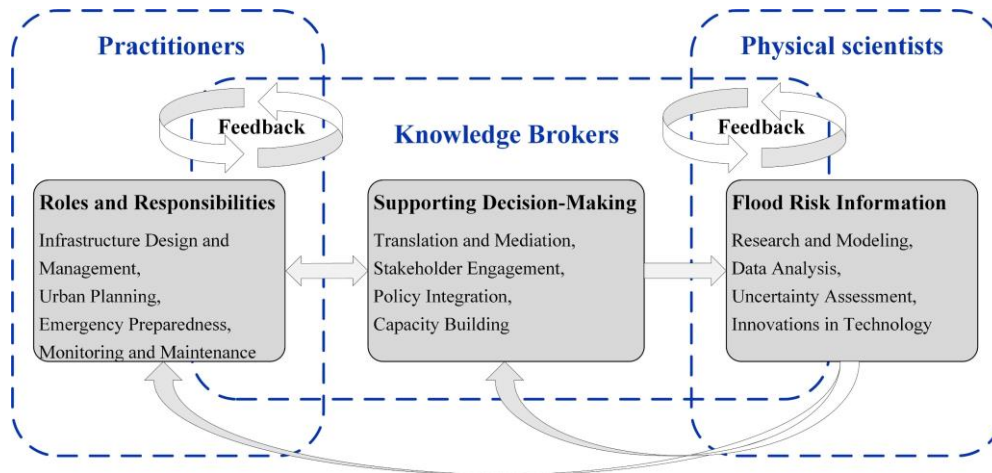 Practitioners
Physical scientists
Feedback
Knowledge Brokers
Feedback
Roles and Responsibilities
Infrastructure Design and
Management,
Urban Planning,
Emergency Preparedness,
Monitoring and Maintenance
Supporting Decision-Making
Translation and Mediation,
Stakeholder Engagement,
Policy Integration,
Capacity Building
Flood Risk Information
Research and Modeling,
Data Analysis,
Uncertainty Assessment,
Innovations in Technology